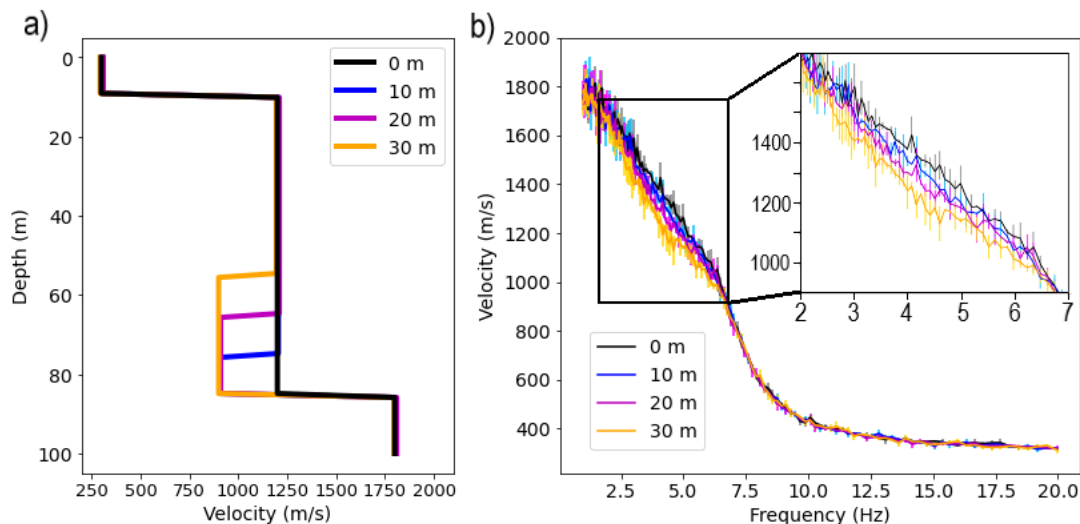 a)
0
20
40
60
80
100
Depth (m)
250 500 750 1000 1250 1500 1750 2000
Velocity (m/s)
0 m
10 m
20 m
30 m
b)
2000
1800
1600
1400
1200
1000
800
600
400
Velocity (m/s)
2.5 5.0 7.5 10.0 12.5 15.0 17.5 20.0
Frequency (Hz)
0 m
10 m
20 m
30 m
1400
1200
1000
2 3 4 5 6 7